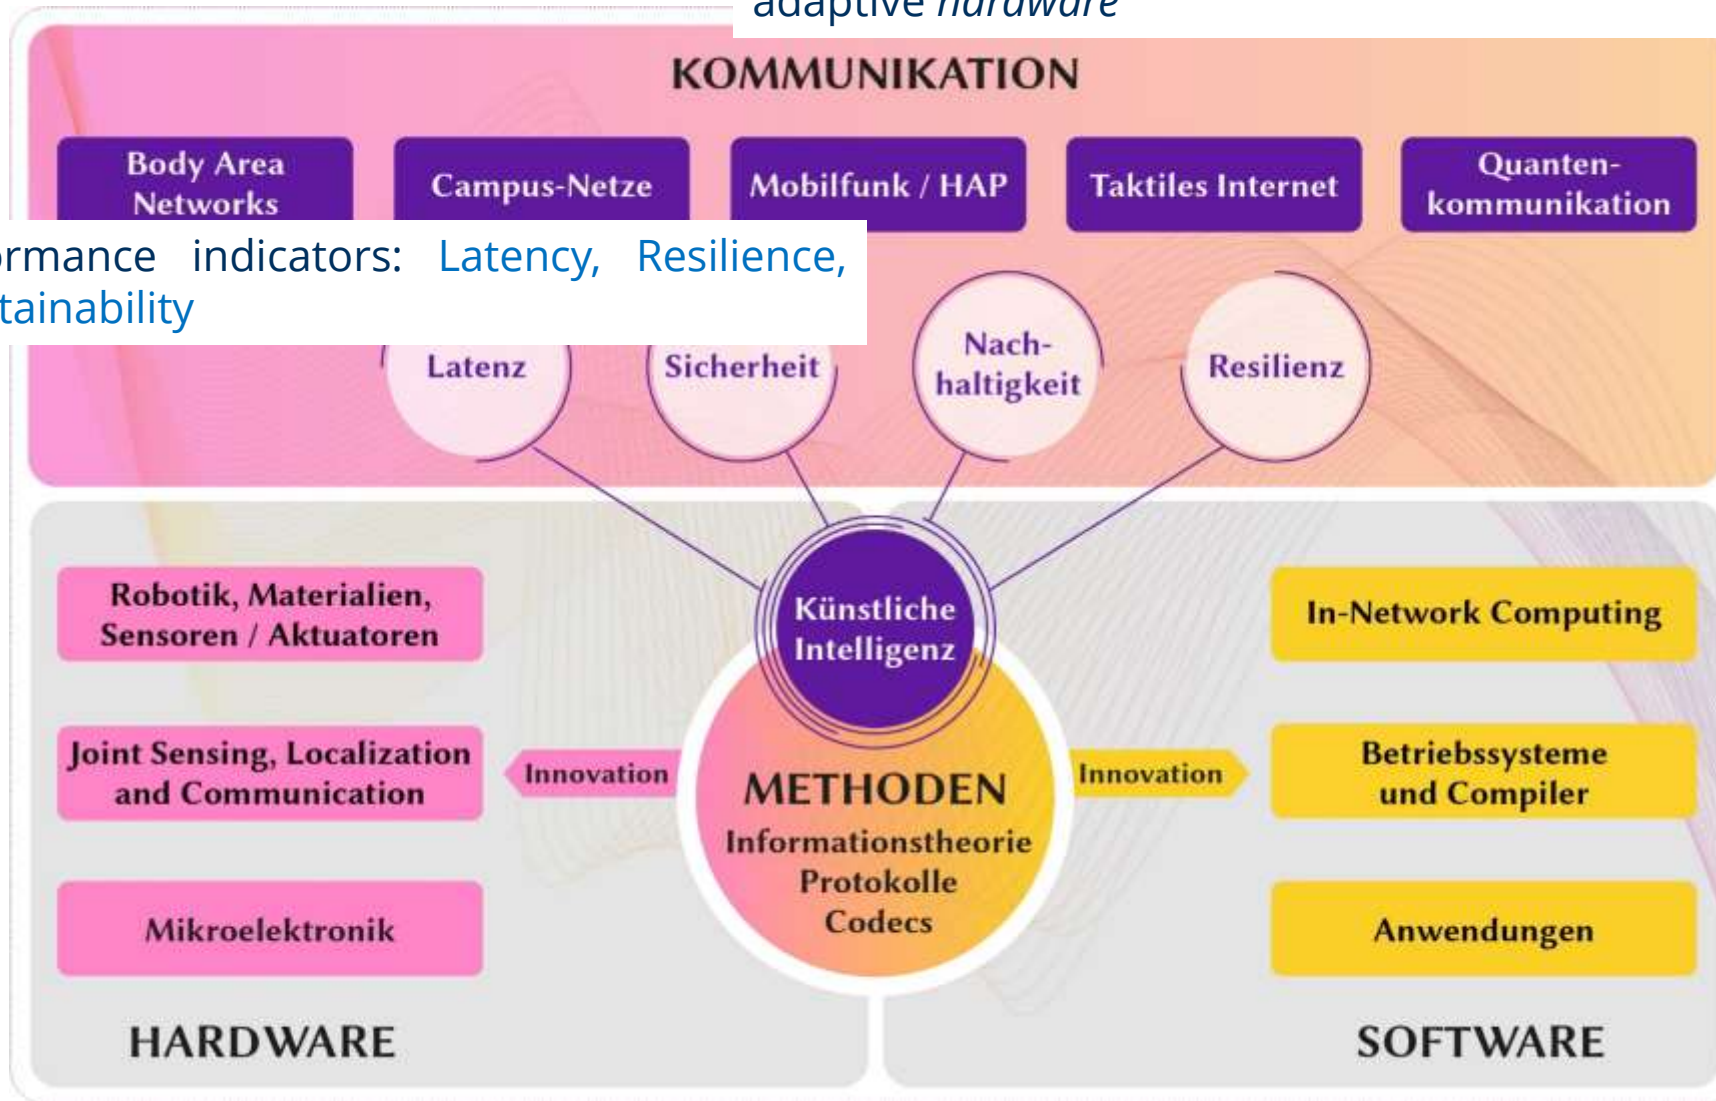 adaptive hardware
KOMMUNIKATION
Body Area
Networks
Campus-Netze
Mobilfunk / HAP
Taktiles Internet
Quanten-
kommunikation
indicators: Latency, Resilience,
Latenz
Sicherheit
Nach-
haltigkeit
Resilienz
Künstliche
Intelligenz
Robotik, Materialien,
Sensoren / Aktuatoren
In-Network Computing
Joint Sensing, Localization
and Communication
Innovation
METHODEN
Informationstheorie
Protokolle
Codecs
Innovation
Betriebssysteme
und Compiler
Mikroelektronik
Anwendungen
HARDWARE
SOFTWARE